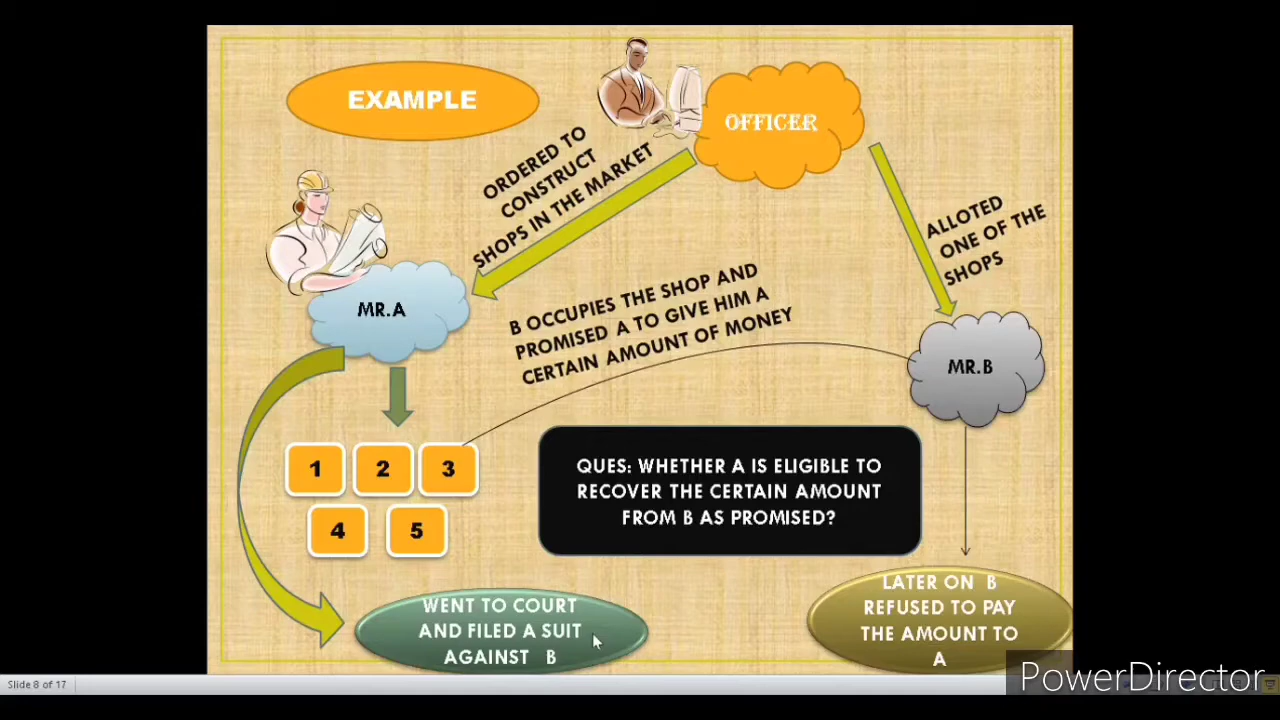 EXAMPLE
OFFICER
ORDERED TO
CONSTRUCT
SHOPS IN THE MARKET
ALLOTED
ONE OF THE
SHOPS
MR.A
B OCCUPIES THE SHOP AND
PROMISED A TO GIVE HIM A
CERTAIN AMOUNT OF MONEY
MR.B
1
2
3
4
5
QUES: WHETHER A IS ELIGIBLE TO
RECOVER THE CERTAIN AMOUNT
FROM B AS PROMISED?
WENT TO COURT
AND FILED A SUIT
AGAINST B
LATER ON B
REFUSED TO PAY
THE AMOUNT TO
A
Slide 8 of 17
PowerDirector